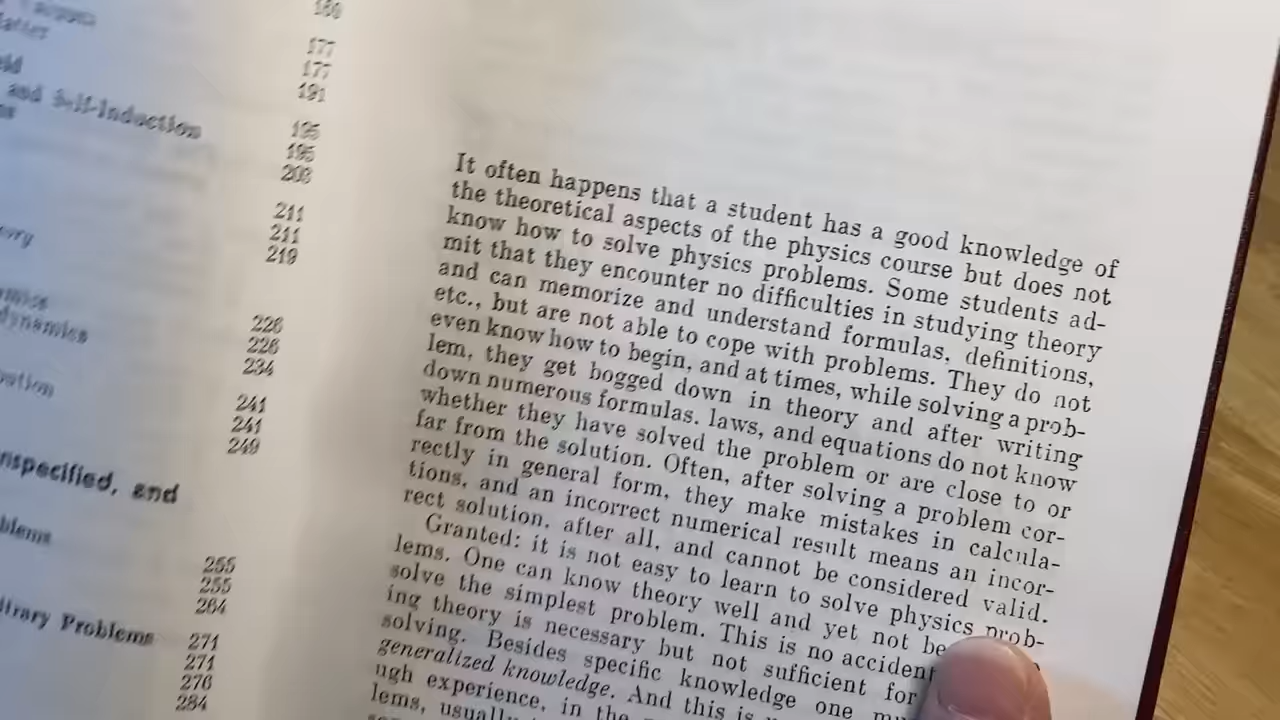 169
177
177
191
and Self-Induction
195
195
203
211
211
219
226
226
234
241
241
249
nspecified, and
blems
255
255
264
itrary Problems
271
271
276
284
It often happens that a student has a good knowledge of
the theoretical aspects of the physics course but does not
know how to solve physics problems. Some students ad-
mit that they encounter no difficulties in studying theory
and can memorize and understand formulas, definitions,
etc., but are not able to cope with problems. They do not
even know how to begin, and at times, while solving a prob-
lem, they get bogged down in theory and after writing
down numerous formulas, laws, and equations do not know
whether they have solved the problem or are close to or
far from the solution. Often, after solving a problem cor-
rectly in general form, they make mistakes in calcula-
tions, and an incorrect numerical result means an incor-
rect solution, after all, and cannot be considered valid.
Granted: it is not easy to learn to solve physics prob-
lems. One can know theory well and yet not be
solve the simplest problem. This is no accident
ing theory is necessary but not sufficient for
solving. Besides specific knowledge one
generalized knowledge. And this is
ugh experience, in the
lems, usually